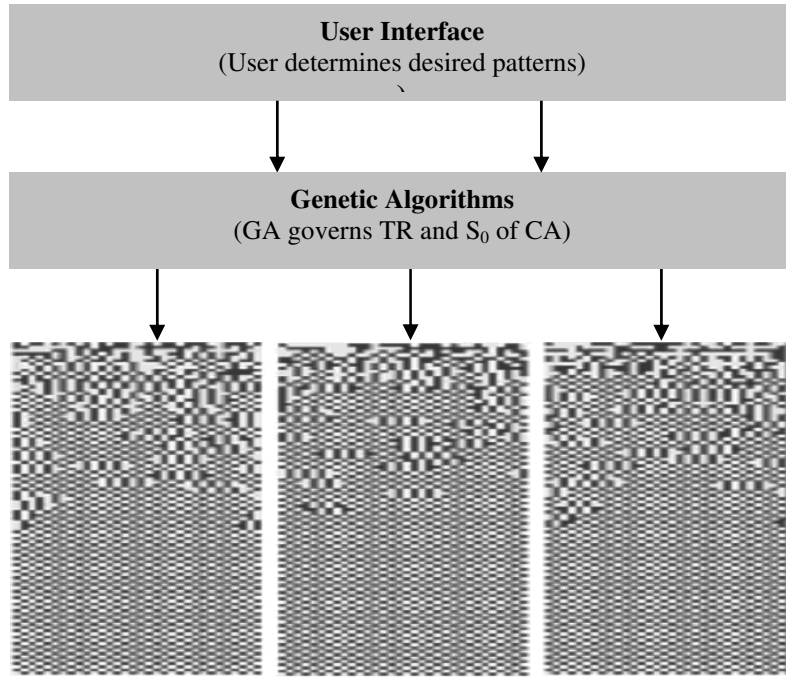 User Interface
(User determines desired patterns)
、
Genetic Algorithms
(GA governs TR and S₀ of CA)